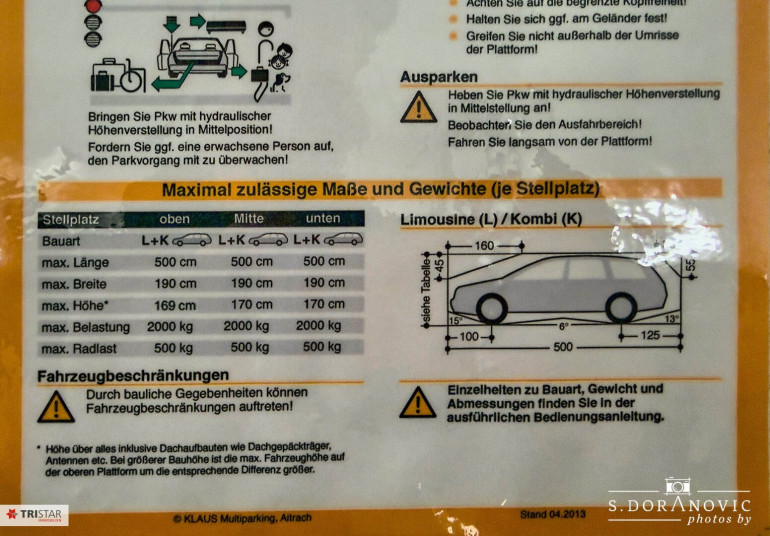 Achten Sie auf die begrenzte Kopffreiheit!
Halten Sie sich ggf. am Geländer fest!
Greifen Sie nicht außerhalb der Umrisse
der Plattform!
Bringen Sie Pkw mit hydraulischer
Höhenverstellung in Mittelposition!
Fordern Sie ggf. eine erwachsene Person auf,
den Parkvorgang mit zu überwachen!
Ausparken
Heben Sie Pkw mit hydraulischer Höhenverstellung
in Mittelstellung an!
Beobachten Sie den Ausfahrbereich!
Fahren Sie langsam von der Plattform!
Maximal zulässige Maße und Gewichte (je Stellplatz)
Stellplatz oben Mitte unten
Bauart L+K L+K L+K
max. Länge 500 cm 500 cm 500 cm
max. Breite 190 cm 190 cm 190 cm
max. Höhe* 169 cm 170 cm 170 cm
max. Belastung 2000 kg 2000 kg 2000 kg
max. Radlast 500 kg 500 kg 500 kg
Limousine (L) / Kombi (K)
160
45
55
siehe Tabelle
15° 6° 13°
100 125
500
Fahrzeugbeschränkungen
Durch bauliche Gegebenheiten können
Fahrzeugbeschränkungen auftreten!
Einzelheiten zu Bauart, Gewicht und
Abmessungen finden Sie in der
ausführlichen Bedienungsanleitung.
* Höhe über alles inklusive Dachaufbauten wie Dachgepäckträger,
Antennen etc. Bei größerer Bauhöhe ist die max. Fahrzeughöhe auf
der oberen Plattform um die entsprechende Differenz größer.
© KLAUS Multiparking, Aitrach
Stand 04.2013
TRISTAR
IMMOBILIEN
S.DORANOVIC
photos by